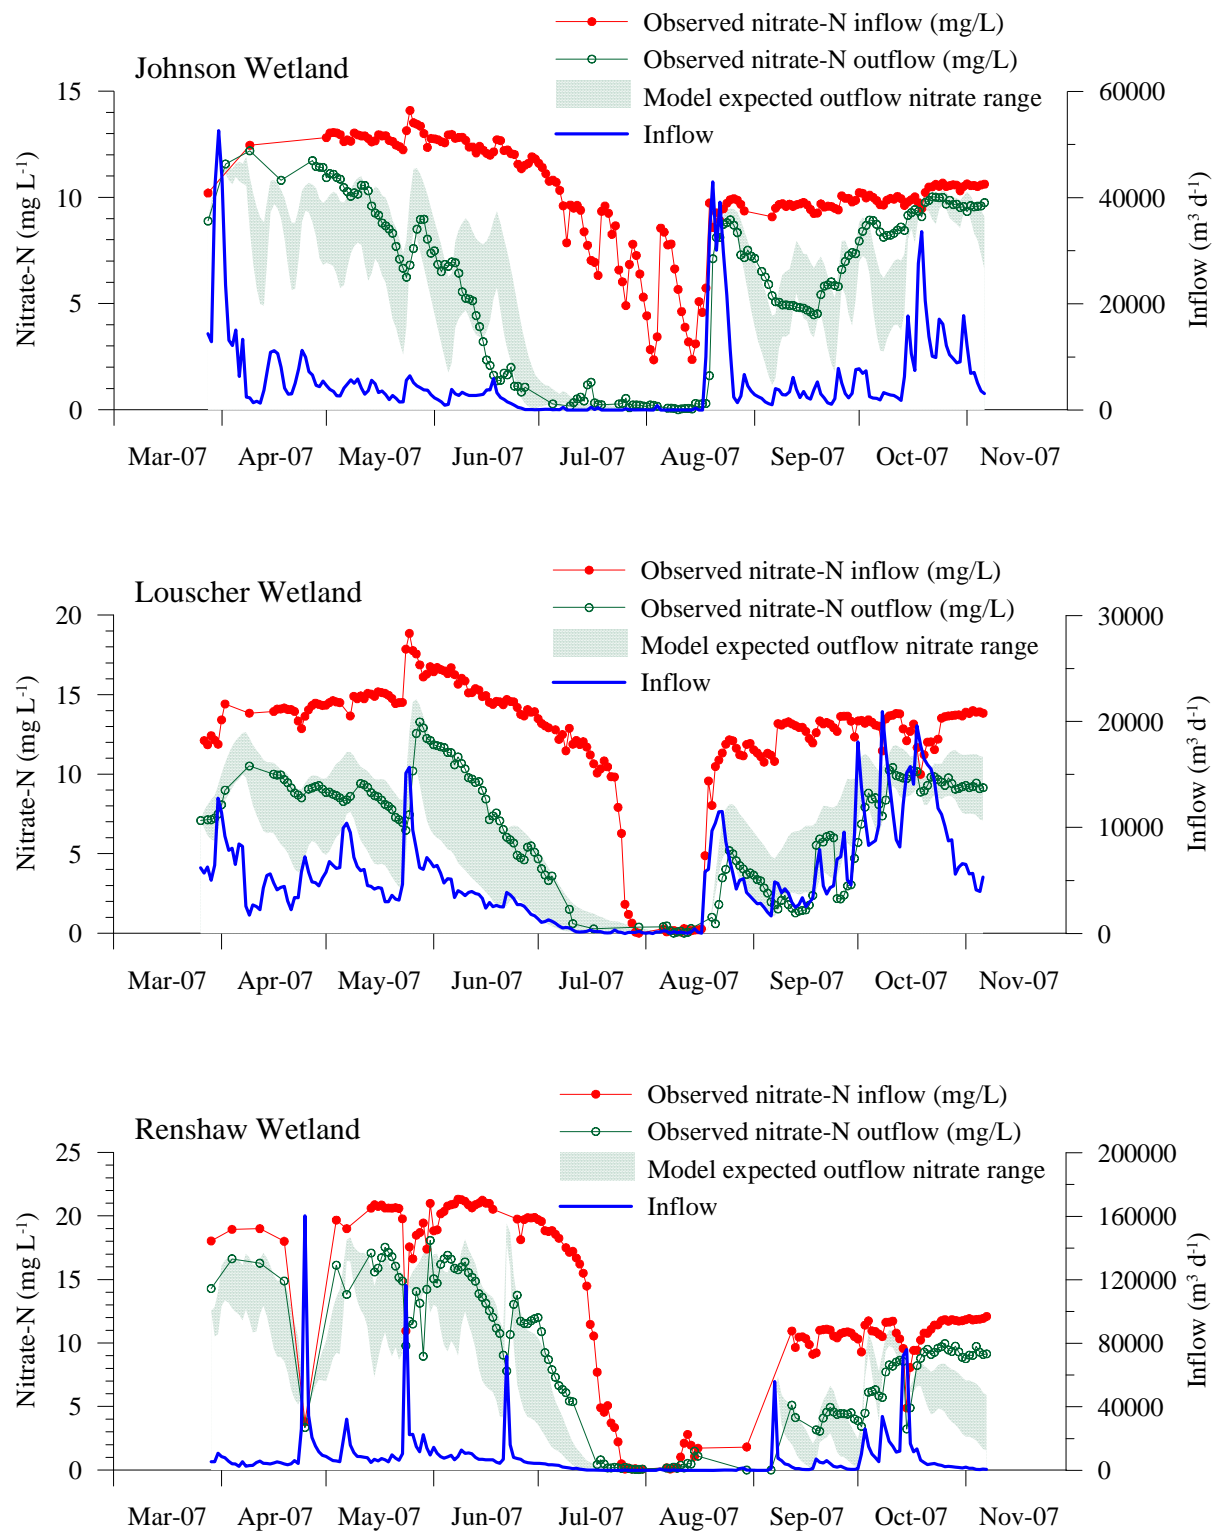 Johnson Wetland
Observed nitrate-N inflow (mg/L)
Observed nitrate-N outflow (mg/L)
Model expected outflow nitrate range
Inflow
Nitrate-N (mg L-1)
15
10
5
0
60000
40000
20000
0
Inflow (m3 d-1)
Mar-07 Apr-07 May-07 Jun-07 Jul-07 Aug-07 Sep-07 Oct-07 Nov-07
Louscher Wetland
Observed nitrate-N inflow (mg/L)
Observed nitrate-N outflow (mg/L)
Model expected outflow nitrate range
Inflow
Nitrate-N (mg L-1)
20
15
10
5
0
30000
20000
10000
0
Inflow (m3 d-1)
Mar-07 Apr-07 May-07 Jun-07 Jul-07 Aug-07 Sep-07 Oct-07 Nov-07
Renshaw Wetland
Observed nitrate-N inflow (mg/L)
Observed nitrate-N outflow (mg/L)
Model expected outflow nitrate range
Inflow
Nitrate-N (mg L-1)
25
20
15
10
5
0
200000
160000
120000
80000
40000
0
Inflow (m3 d-1)
Mar-07 Apr-07 May-07 Jun-07 Jul-07 Aug-07 Sep-07 Oct-07 Nov-07